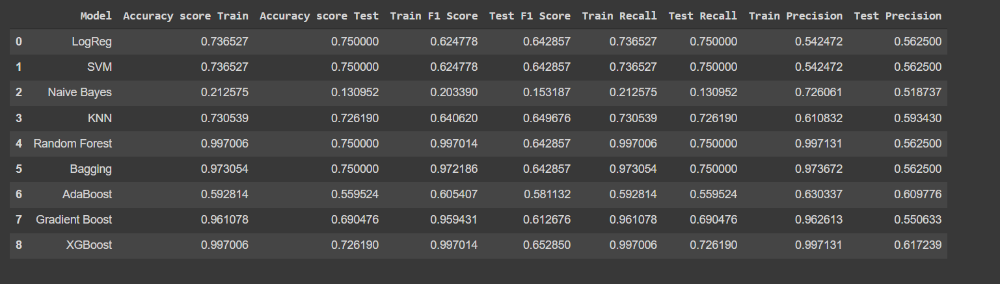 Model Accuracy score Train Accuracy score Test Train F1 Score Test F1 Score Train Recall Test Recall Train Precision Test Precision
0 LogReg 0.736527 0.750000 0.624778 0.642857 0.736527 0.750000 0.542472 0.562500
1 SVM 0.736527 0.750000 0.624778 0.642857 0.736527 0.750000 0.542472 0.562500
2 Naive Bayes 0.212575 0.130952 0.203390 0.153187 0.212575 0.130952 0.726061 0.518737
3 KNN 0.730539 0.726190 0.640620 0.649676 0.730539 0.726190 0.610832 0.593430
4 Random Forest 0.997006 0.750000 0.997014 0.642857 0.997006 0.750000 0.997131 0.562500
5 Bagging 0.973054 0.750000 0.972186 0.642857 0.973054 0.750000 0.973672 0.562500
6 AdaBoost 0.592814 0.559524 0.605407 0.581132 0.592814 0.559524 0.630337 0.609776
7 Gradient Boost 0.961078 0.690476 0.959431 0.612676 0.961078 0.690476 0.962613 0.550633
8 XGBoost 0.997006 0.726190 0.997014 0.652850 0.997006 0.726190 0.997131 0.617239